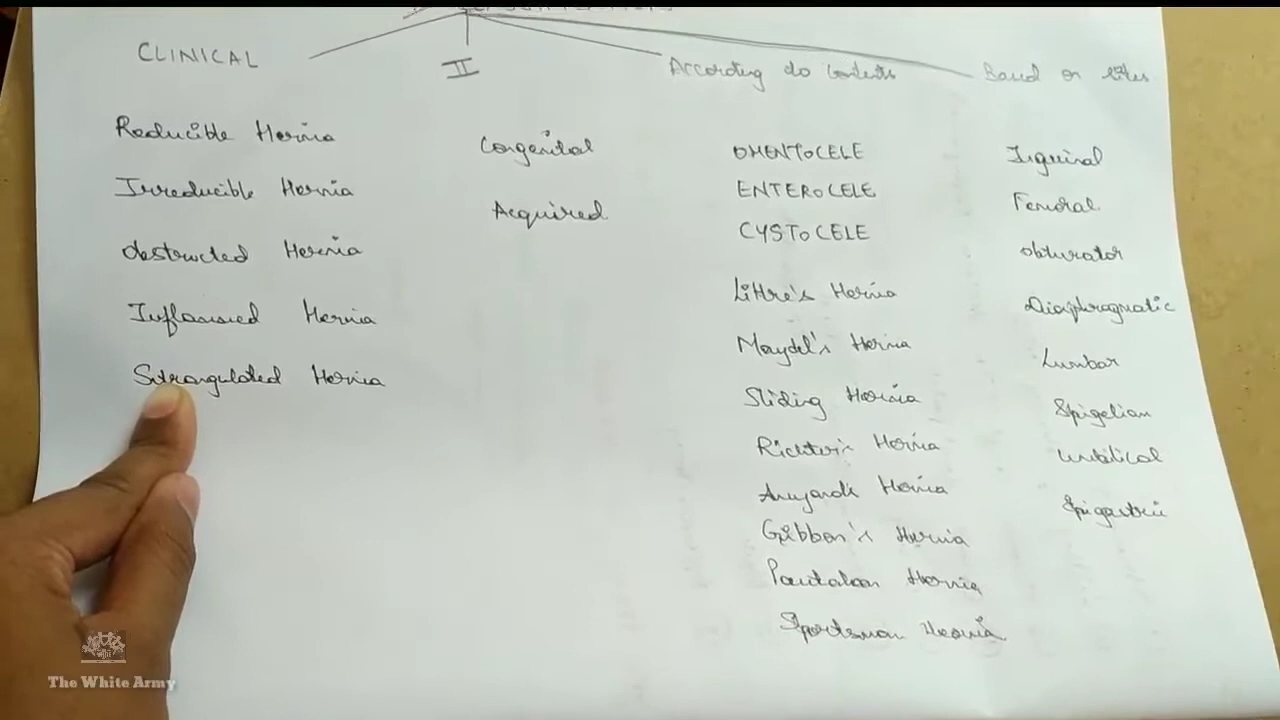 CLINICAL
Reducible Hernia
Irreducible Hernia
Obstructed Hernia
Inflammed Hernia
Strangulated Hernia
II
Congenital
Acquired
According to Contents
OMENTOCELE
ENTEROCELE
CYSTOCELE
Littre's Hernia
Maydl's Hernia
Sliding Hernia
Richter's Hernia
Hernia
Gibbon's Hernia
Pantaloon Hernia
Sportsman Hernia
Based on sites
Inguinal
Femoral
Obturator
Diaphragmatic
Lumbar
Spigelian
Umbilical
Epigastric
The White Army